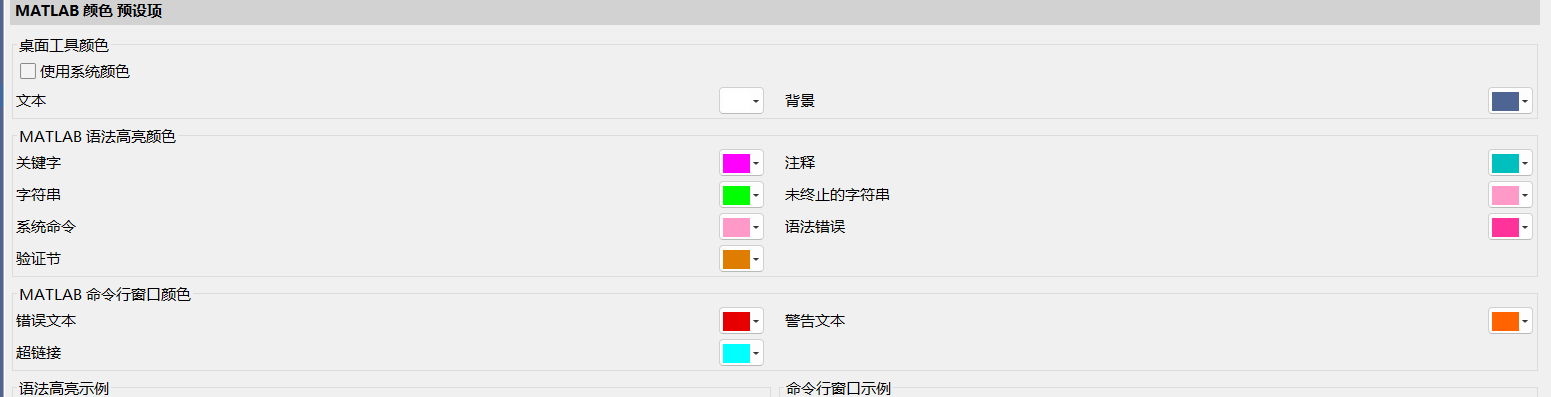 MATLAB 颜色 预设项
桌面工具颜色
使用系统颜色
文本 背景
MATLAB 语法高亮颜色
关键字 注释
字符串 未终止的字符串
系统命令 语法错误
验证节
MATLAB 命令行窗口颜色
错误文本 警告文本
超链接
语法高亮示例 命令行窗口示例